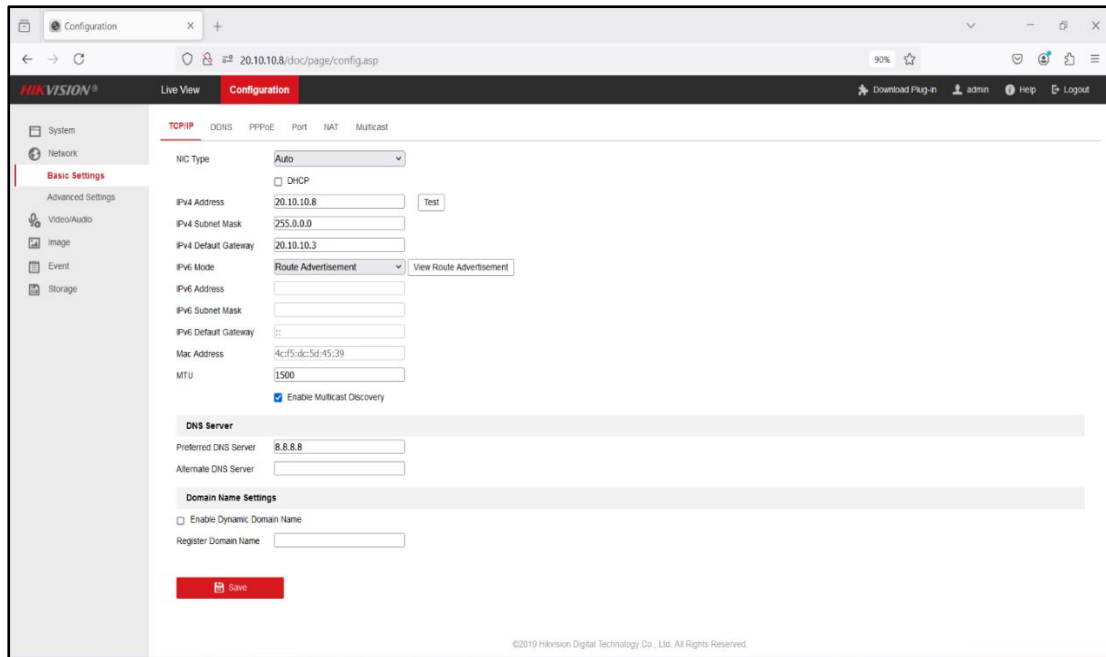 Configuration
20.10.10.8/doc/page/config.asp
90%
HIKVISION®
Live View
Configuration
Download Plug-in
admin
Help
Logout
System
Network
Basic Settings
Advanced Settings
Video/Audio
Image
Event
Storage
TCP/IP DDNS PPPoE Port NAT Multicast
NIC Type Auto
DHCP
IPv4 Address 20.10.10.8 Test
IPv4 Subnet Mask 255.0.0.0
IPv4 Default Gateway 20.10.10.3
IPv6 Mode Route Advertisement View Route Advertisement
IPv6 Address
IPv6 Subnet Mask
IPv6 Default Gateway ::
Mac Address 4c:f5:dc:5d:45:39
MTU 1500
Enable Multicast Discovery
DNS Server
Preferred DNS Server 8.8.8.8
Alternate DNS Server
Domain Name Settings
Enable Dynamic Domain Name
Register Domain Name
Save
©2019 Hikvision Digital Technology Co., Ltd. All Rights Reserved.